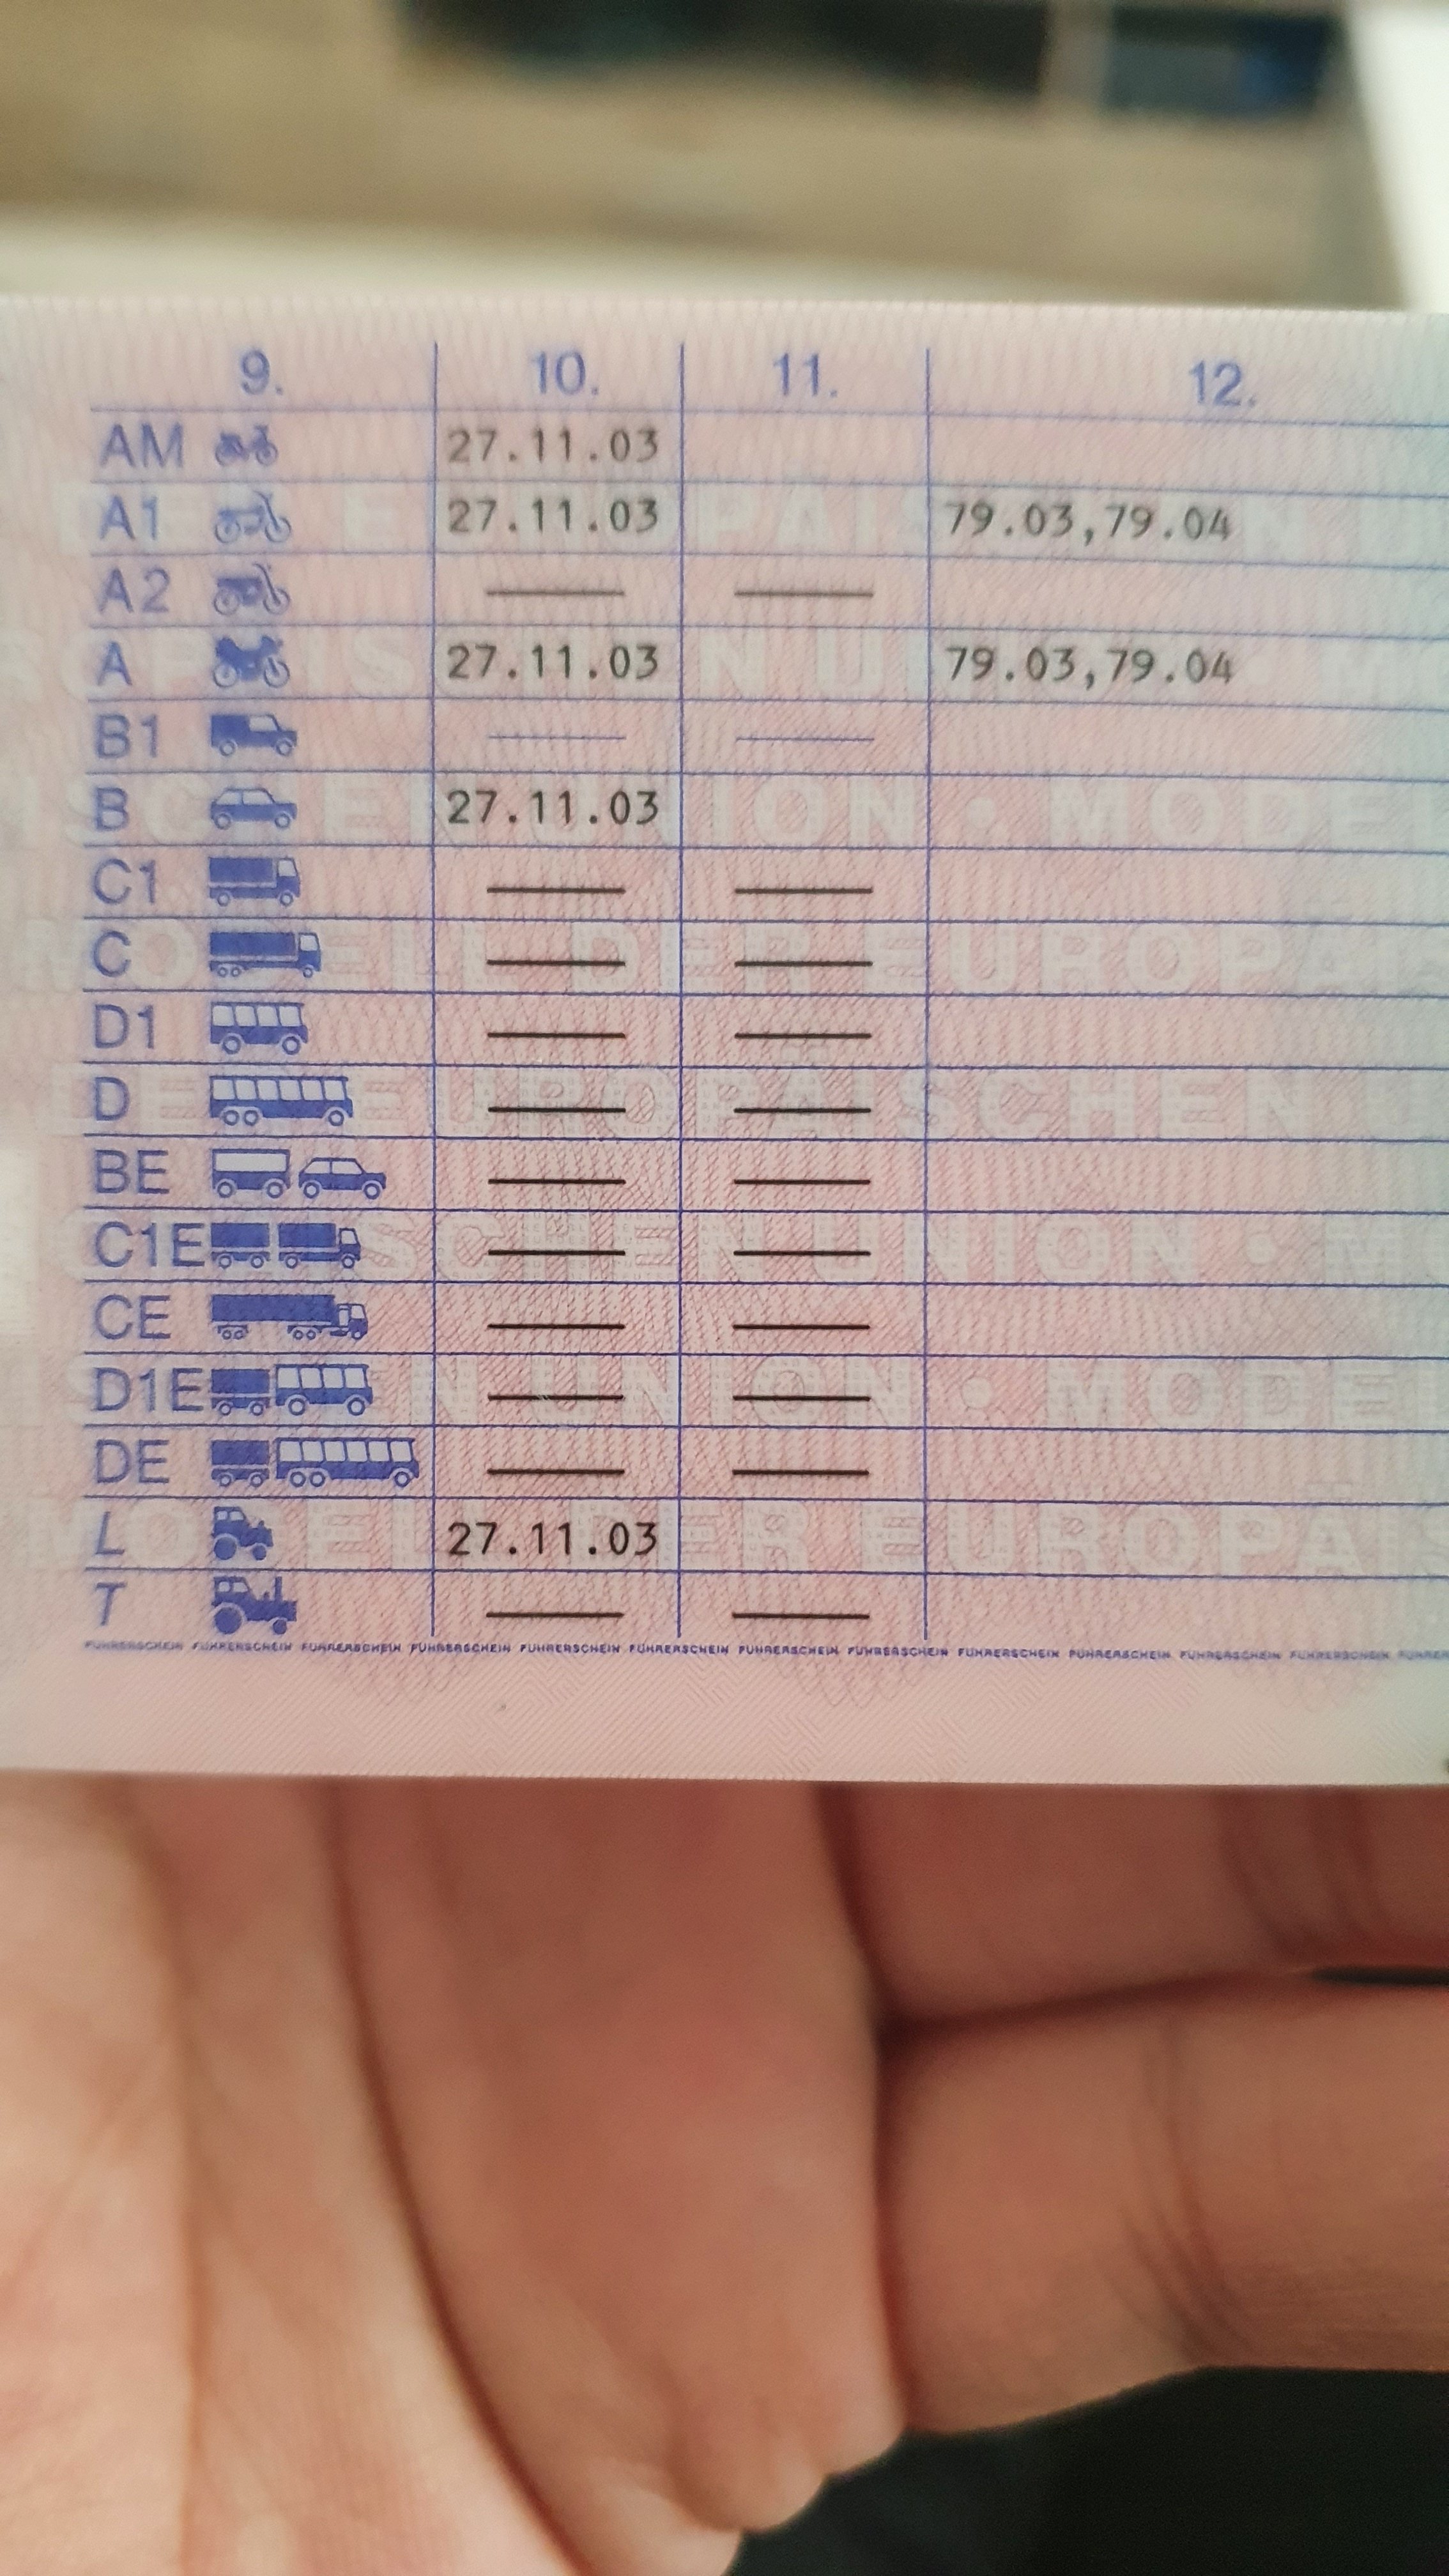 9. 10. 11. 12.
AM 27.11.03
A1 27.11.03 79.03,79.04
A2
A 27.11.03 79.03,79.04
B1
B 27.11.03
C1
C
D1
D
BE
C1E
CE
D1E
DE
L 27.11.03
T
FÜHRERSCHEIN FÜHRERSCHEIN FÜHRERSCHEIN FÜHRERSCHEIN FÜHRERSCHEIN FÜHRERSCHEIN FÜHRERSCHEIN FÜHRERSCHEIN FÜHRERSCHEIN FÜHRERSCHEIN FÜHRERSCHEIN FÜHRERSCHEIN